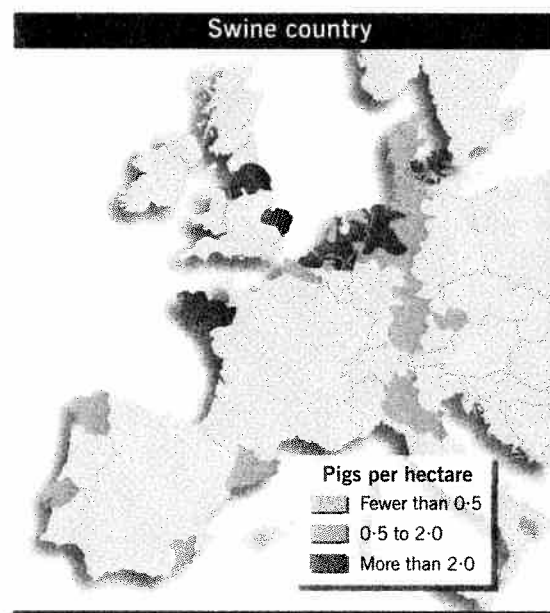 Swine country
Pigs per hectare
Fewer than 0·5
0·5 to 2·0
More than 2·0